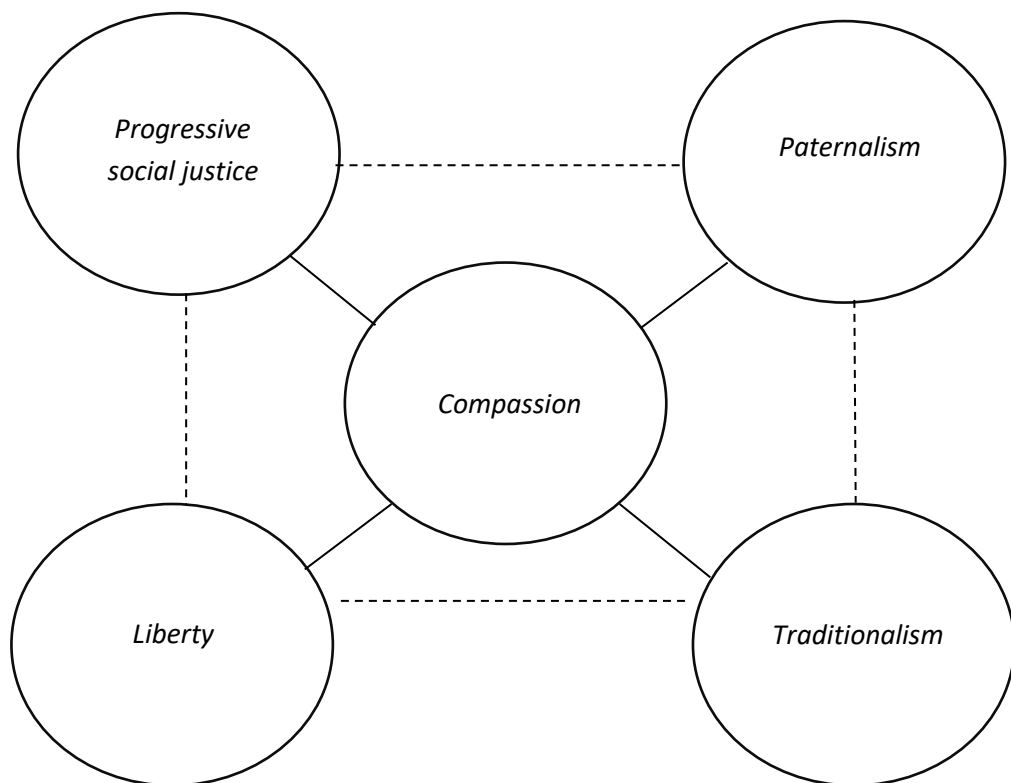 Progressive
social justice
Paternalism
Compassion
Liberty
Traditionalism